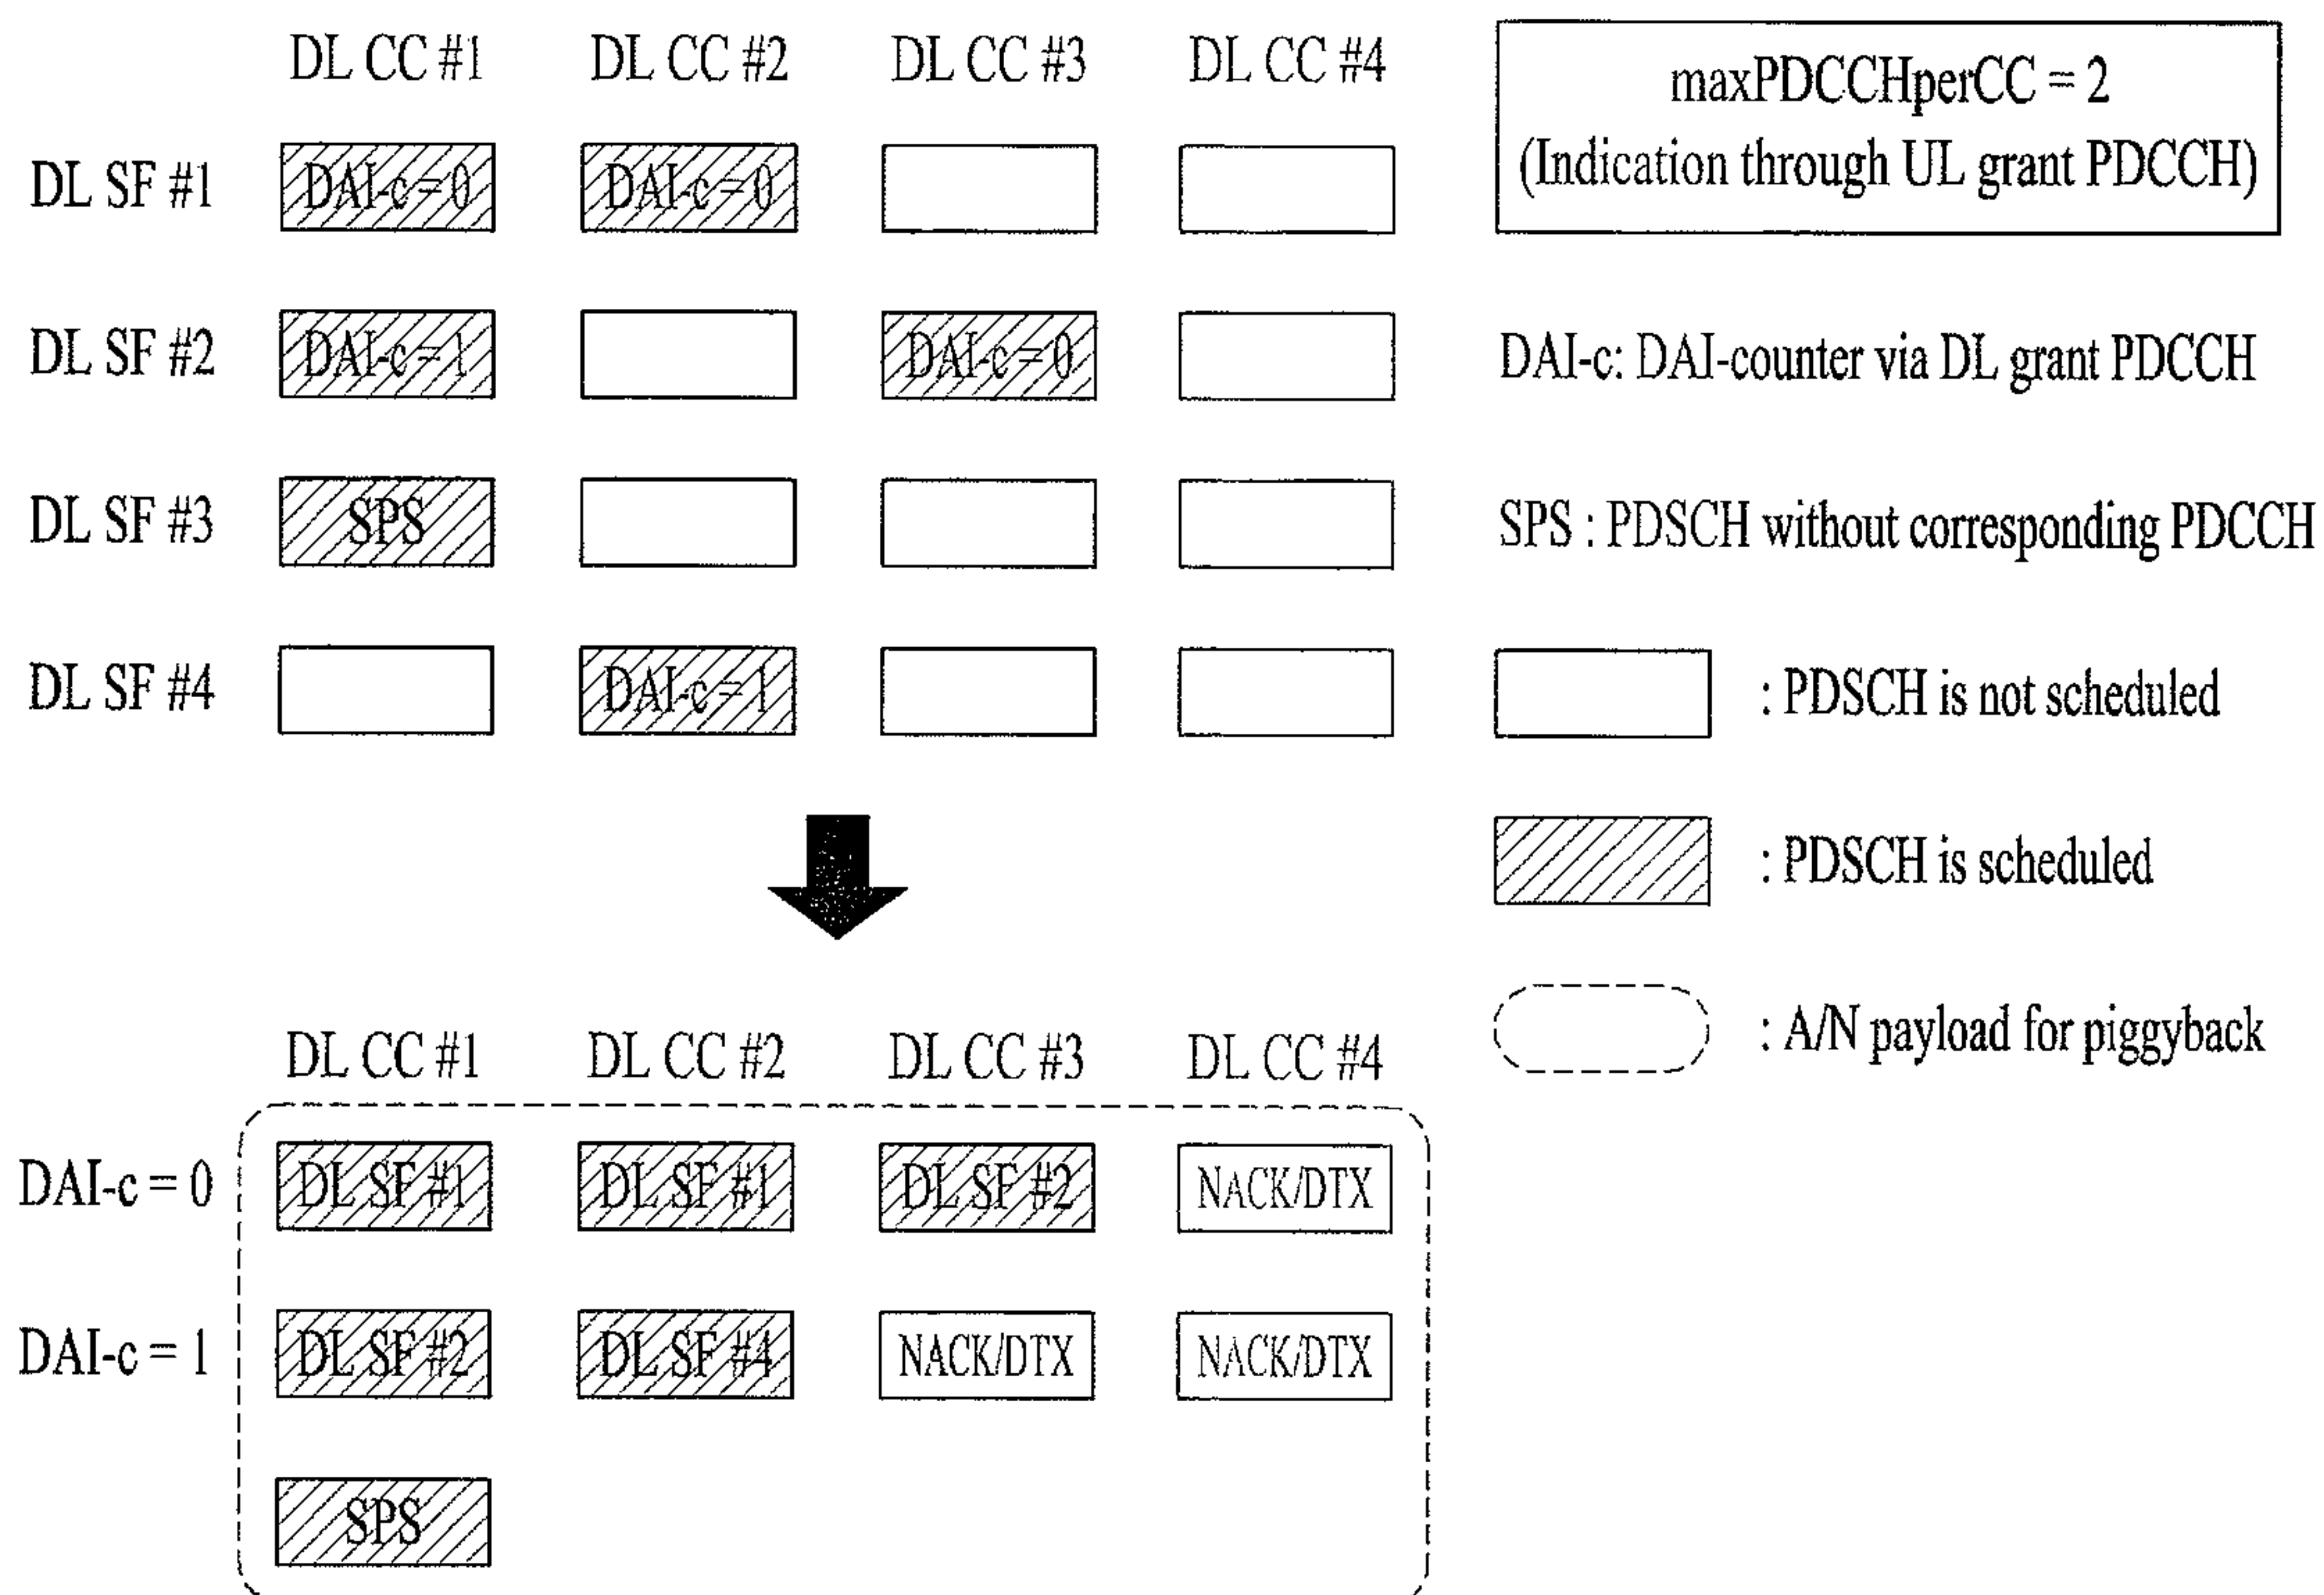 DL CC #1 DL CC #2 DL CC #3 DL CC #4
maxPDCCHperCC = 2
(Indication through UL grant PDCCH)
DL SF #1 DAI-c = 0 DAI-c = 0
DL SF #2 DAI-c = 1 DAI-c = 0
DAI-c: DAI-counter via DL grant PDCCH
DL SF #3 SPS
SPS : PDSCH without corresponding PDCCH
DL SF #4 DAI-c = 1
: PDSCH is not scheduled
: PDSCH is scheduled
: A/N payload for piggyback
DL CC #1 DL CC #2 DL CC #3 DL CC #4
DAI-c = 0 DL SF #1 DL SF #1 DL SF #2 NACK/DTX
DAI-c = 1 DL SF #2 DL SF #4 NACK/DTX NACK/DTX
SPS